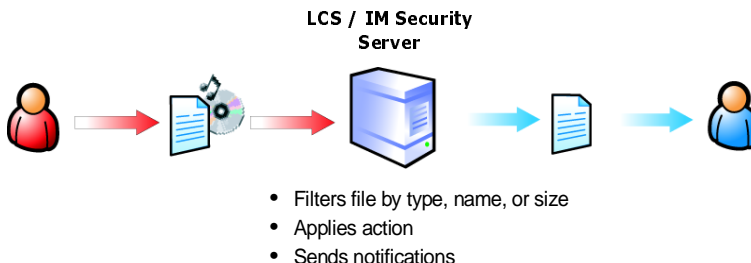 LCS / IM Security
Server
• Filters file by type, name, or size
• Applies action
• Sends notifications